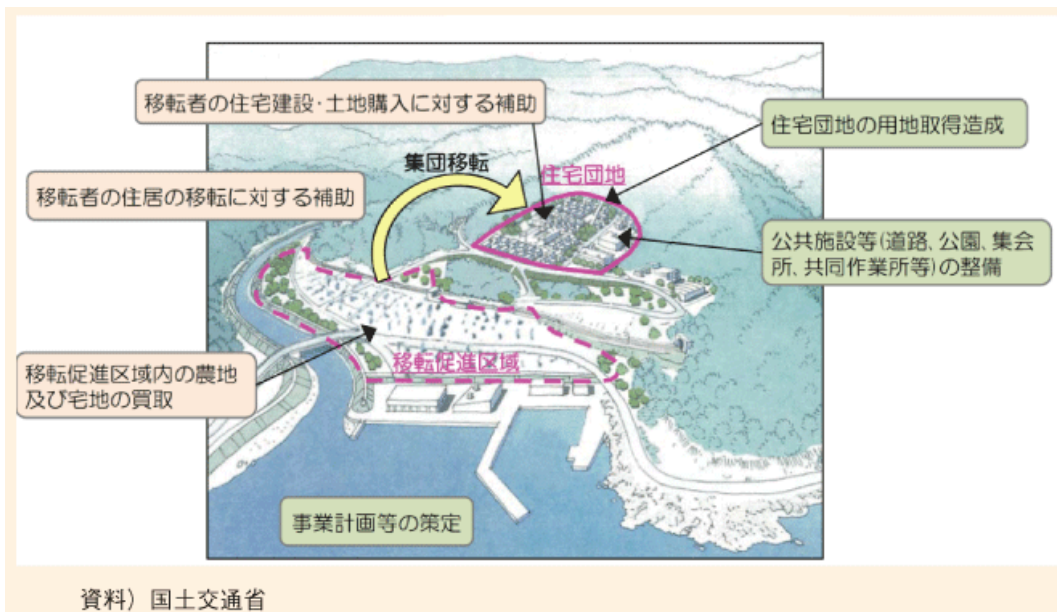 移転者の住宅建設・土地購入に対する補助
住宅団地の用地取得造成
集団移転
住宅団地
移転者の住居の移転に対する補助
公共施設等(道路、公園、集会
所、共同作業所等)の整備
移転促進区域
移転促進区域内の農地
及び宅地の買取
事業計画等の策定
資料）国土交通省